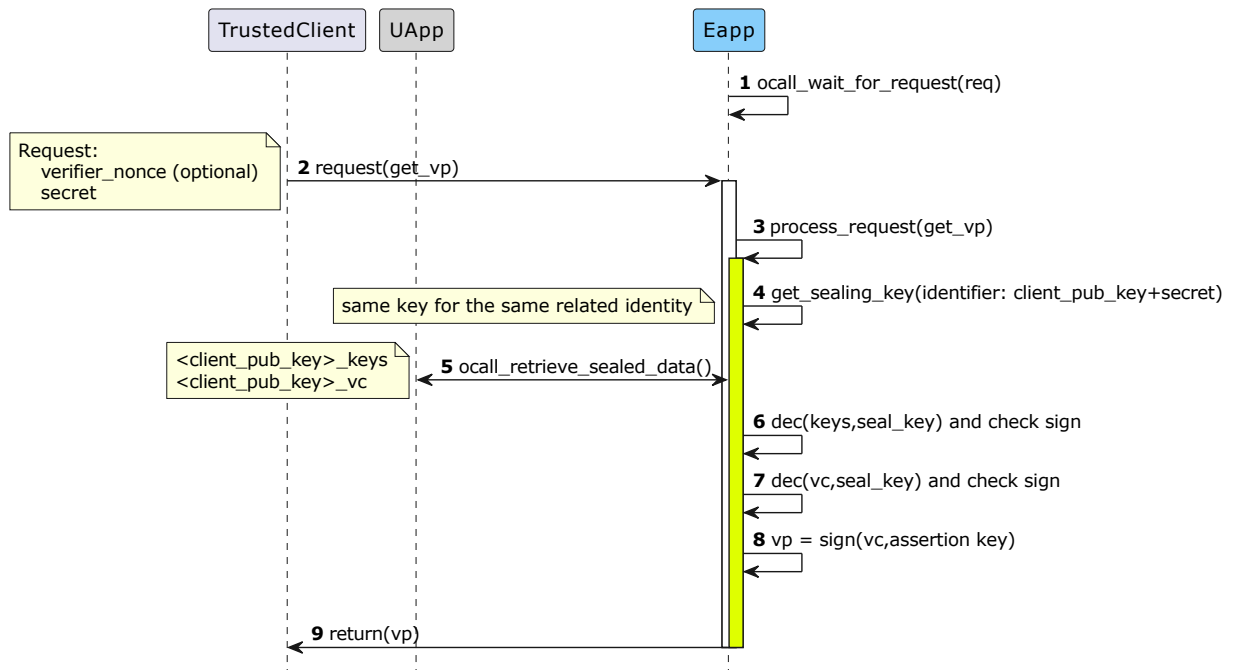 TrustedClient
UApp
Eapp
1 ocall_wait_for_request(req)
Request:
verifier_nonce (optional)
secret
2 request(get_vp)
3 process_request(get_vp)
same key for the same related identity
4 get_sealing_key(identifier: client_pub_key+secret)
<client_pub_key>_keys
<client_pub_key>_vc
5 ocall_retrieve_sealed_data()
6 dec(keys,seal_key) and check sign
7 dec(vc,seal_key) and check sign
8 vp = sign(vc,assertion key)
9 return(vp)